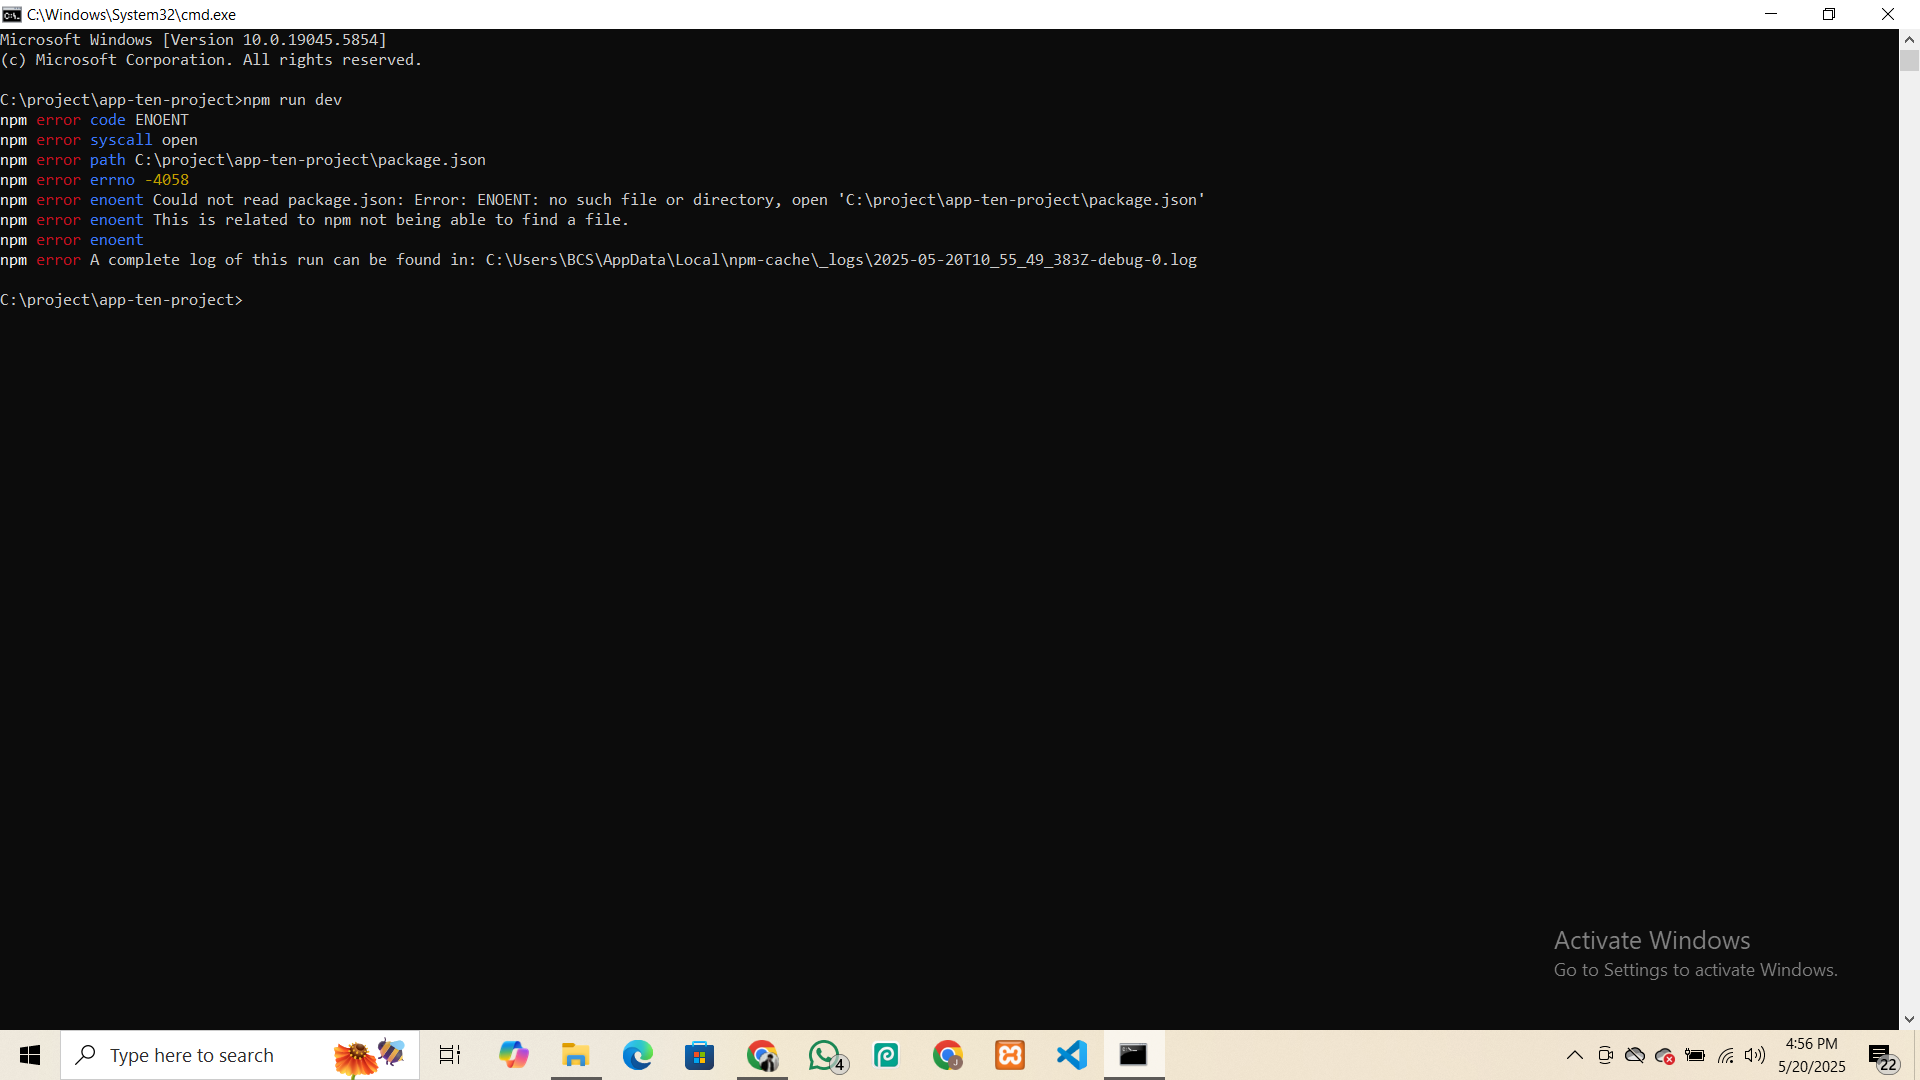 C:\Windows\System32\cmd.exe
Microsoft Windows [Version 10.0.19045.5854]
(c) Microsoft Corporation. All rights reserved.
C:\project\app-ten-project>npm run dev
npm error code ENOENT
npm error syscall open
npm error path C:\project\app-ten-project\package.json
npm error errno -4058
npm error enoent Could not read package.json: Error: ENOENT: no such file or directory, open 'C:\project\app-ten-project\package.json'
npm error enoent This is related to npm not being able to find a file.
npm error enoent
npm error A complete log of this run can be found in: C:\Users\BCS\AppData\Local\npm-cache\_logs\2025-05-20T10_55_49_383Z-debug-0.log
C:\project\app-ten-project>
Activate Windows
Go to Settings to activate Windows.
Type here to search
4
4:56 PM
5/20/2025
22